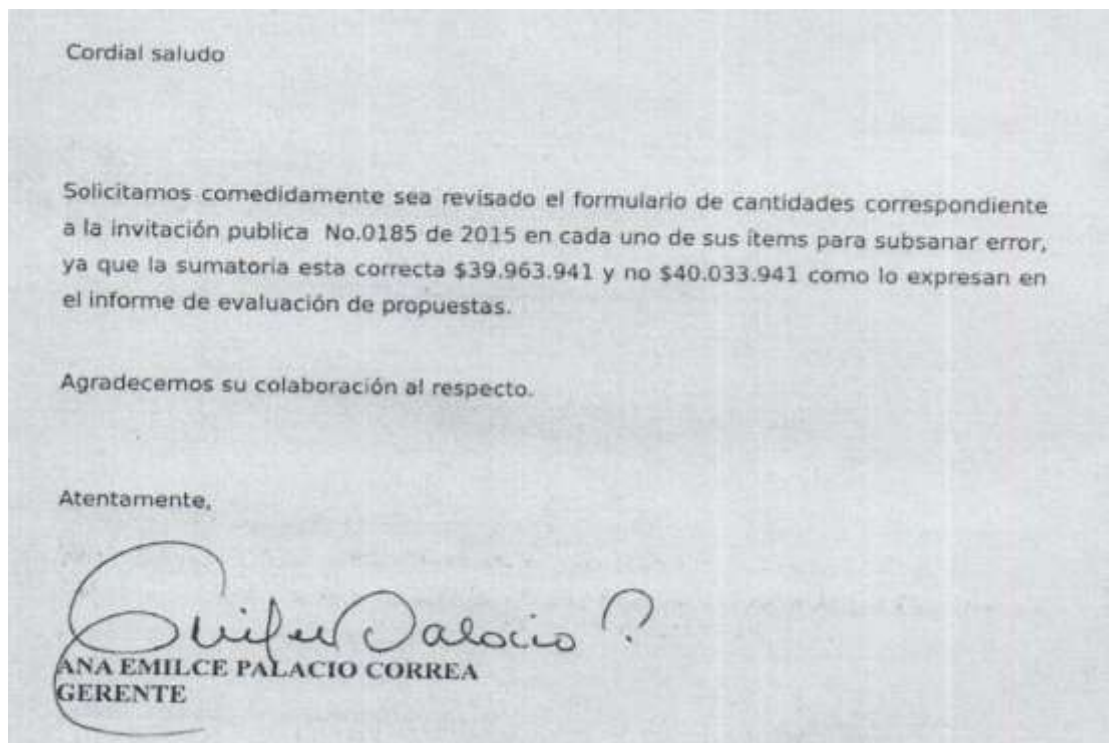 Cordial saludo
Solicitamos comedidamente sea revisado el formulario de cantidades correspondiente
a la invitación publica No.0185 de 2015 en cada uno de sus ítems para subsanar error,
ya que la sumatoria esta correcta $39.963.941 y no $40.033.941 como lo expresan en
el informe de evaluación de propuestas.
Agradecemos su colaboración al respecto.
Atentamente,
Palacio
ANA EMILCE PALACIO CORREA
GERENTE